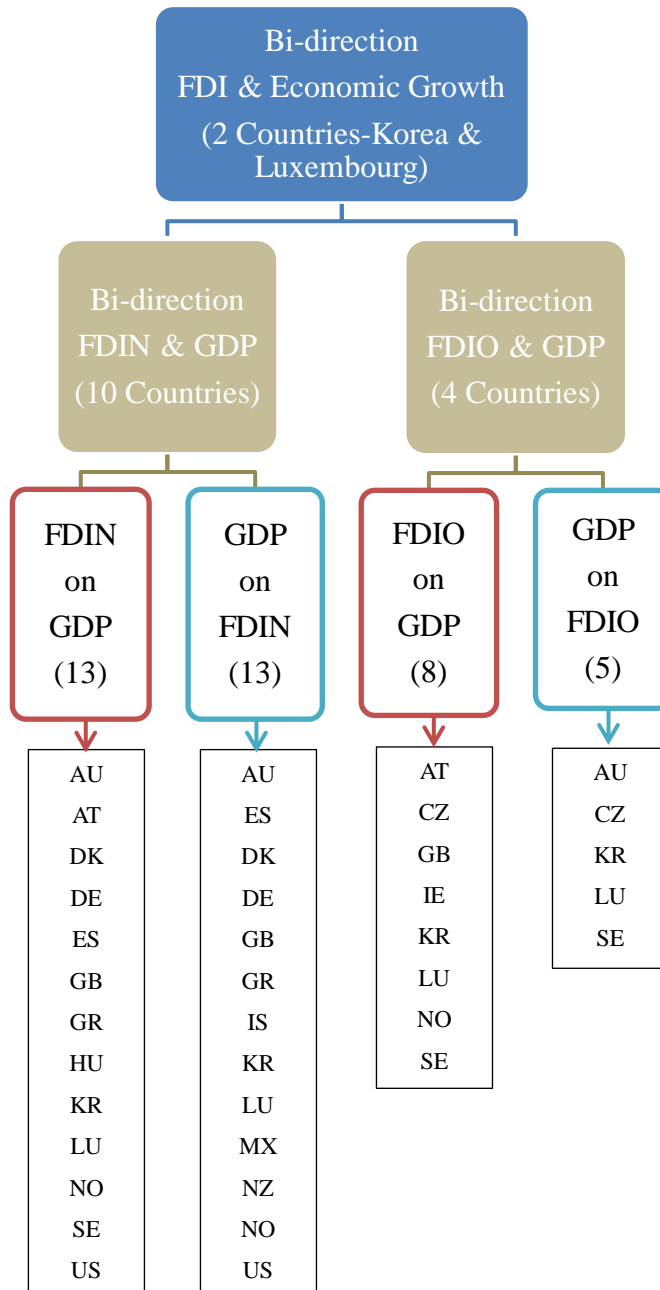 Bi-direction
FDI & Economic Growth
(2 Countries-Korea &
Luxembourg)
Bi-direction
FDIN & GDP
(10 Countries)
Bi-direction
FDIO & GDP
(4 Countries)
FDIN
on
GDP
(13)
GDP
on
FDIN
(13)
FDIO
on
GDP
(8)
GDP
on
FDIO
(5)
AU
AT
DK
DE
ES
GB
GR
HU
KR
LU
NO
SE
US
AU
ES
DK
DE
GB
GR
IS
KR
LU
MX
NZ
NO
US
AT
CZ
GB
IE
KR
LU
NO
SE
AU
CZ
KR
LU
SE